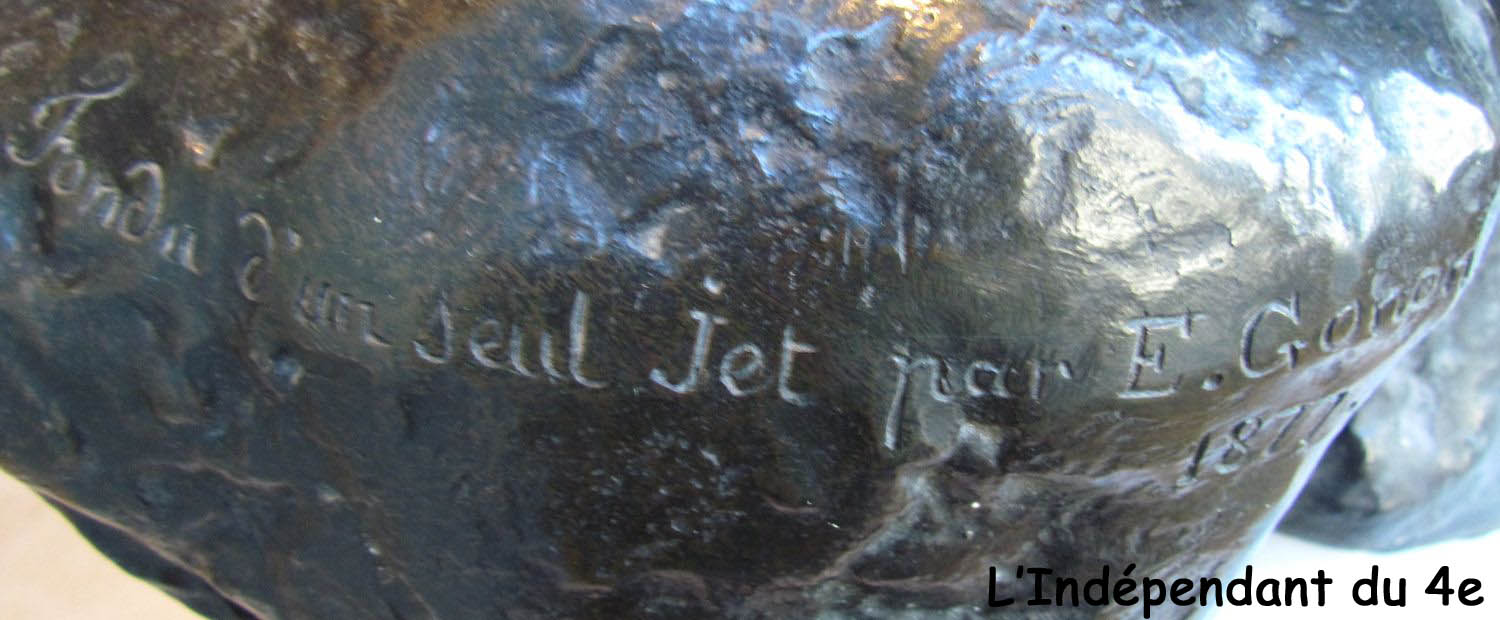 Fondu d'un seul jet par E. Gonon
1871.
L'Indépendant du 4e